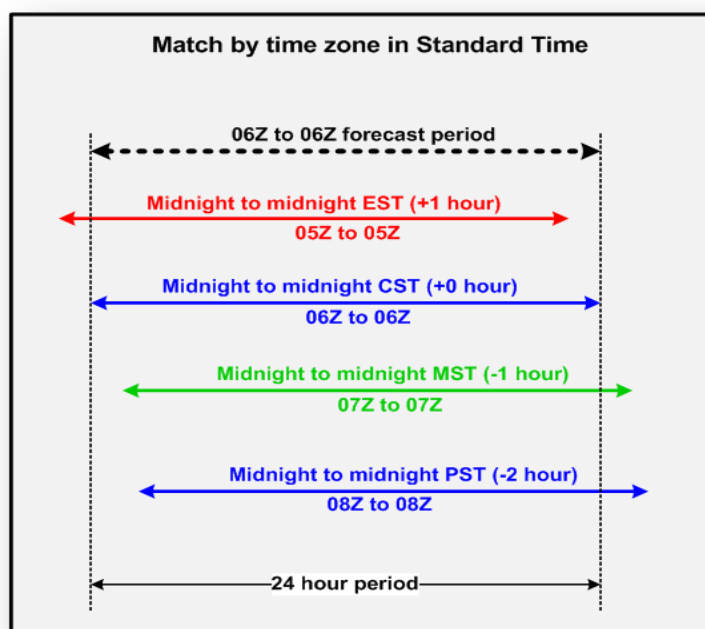 Match by time zone in Standard Time
06Z to 06Z forecast period
Midnight to midnight EST (+1 hour)
05Z to 05Z
Midnight to midnight CST (+0 hour)
06Z to 06Z
Midnight to midnight MST (-1 hour)
07Z to 07Z
Midnight to midnight PST (-2 hour)
08Z to 08Z
24 hour period